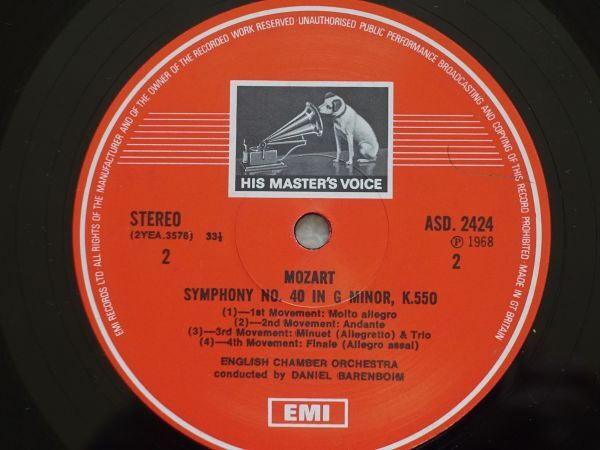 EMI RECORDS LTD ALL RIGHTS OF THE MANUFACTURER AND OF THE OWNER OF THE RECORDED WORK RESERVED · UNAUTHORISED PUBLIC PERFORMANCE BROADCASTING AND COPYING OF THIS RECORD PROHIBITED · MADE IN GT BRITAIN
HIS MASTER'S VOICE
STEREO
(2YEA.3576) 33⅓
2
ASD. 2424
Ⓟ 1968
2
MOZART
SYMPHONY NO. 40 IN G MINOR, K.550
(1)—1st Movement: Molto allegro
(2)—2nd Movement: Andante
(3)—3rd Movement: Minuet (Allegretto) & Trio
(4)—4th Movement: Finale (Allegro assai)
ENGLISH CHAMBER ORCHESTRA
conducted by DANIEL BARENBOIM
EMI